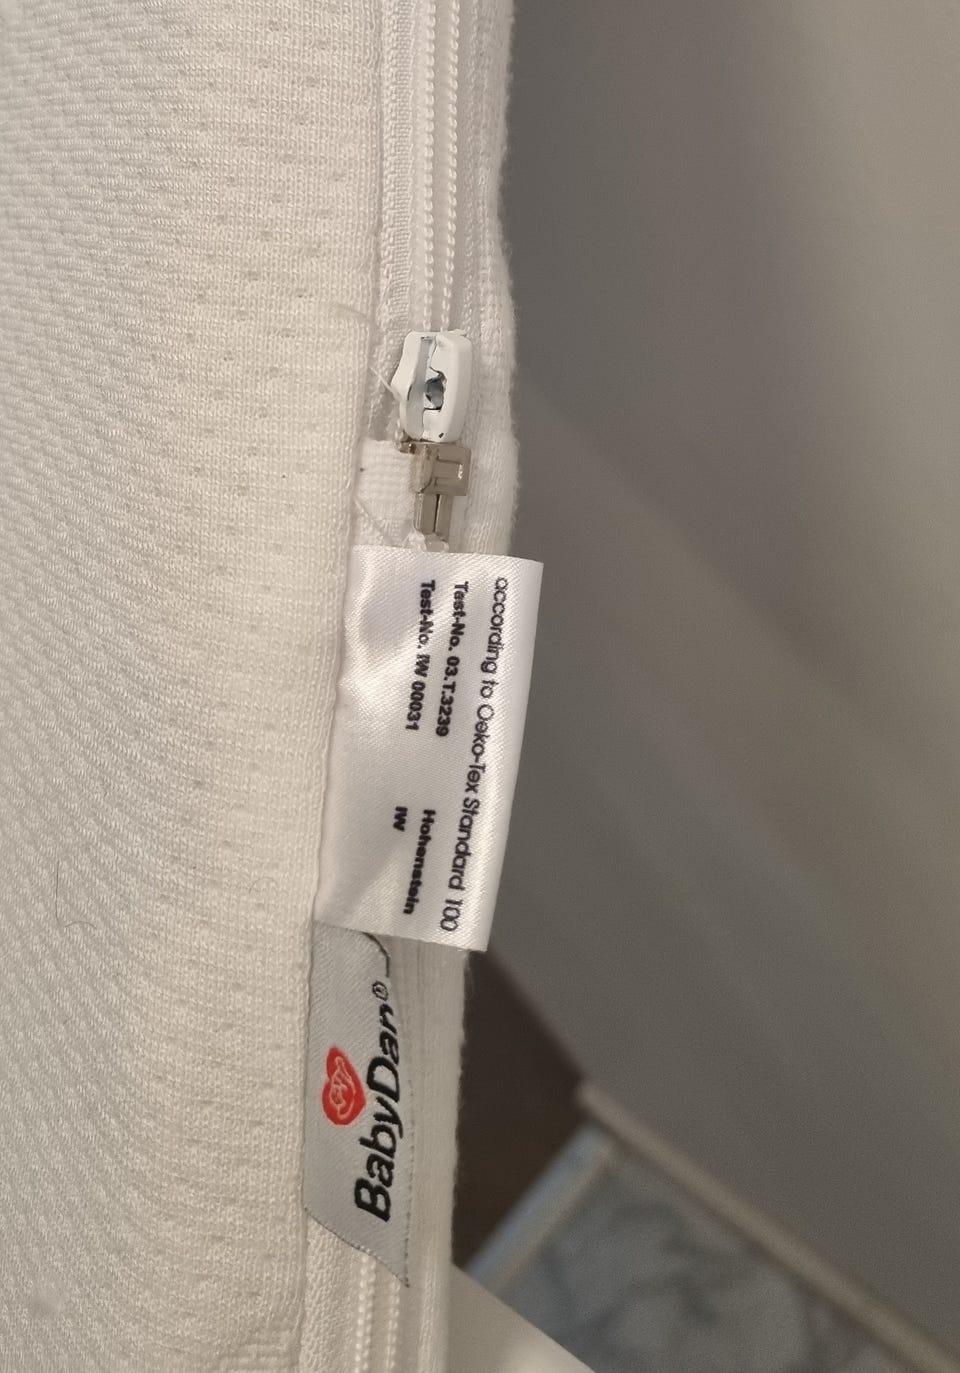 according to Oeko-Tex Standard 100
Test-No. 03.T.3239 Hohenstein
Test-No. IW 00031 IW
BabyDan®